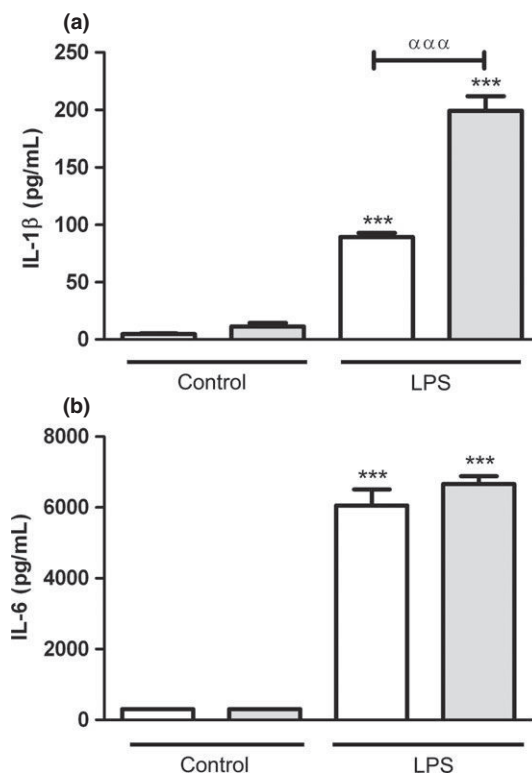 (a)
ααα
250
***
200
150
***
100
50
0
IL-1β (pg/mL)
Control LPS
(b)
8000
*** ***
6000
4000
2000
0
IL-6 (pg/mL)
Control LPS